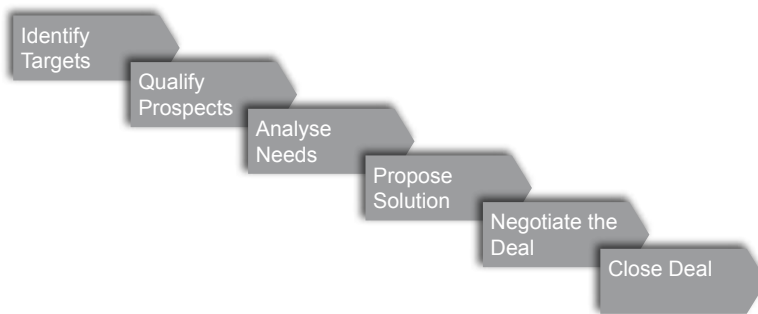 Identify
Targets
Qualify
Prospects
Analyse
Needs
Propose
Solution
Negotiate the
Deal
Close Deal